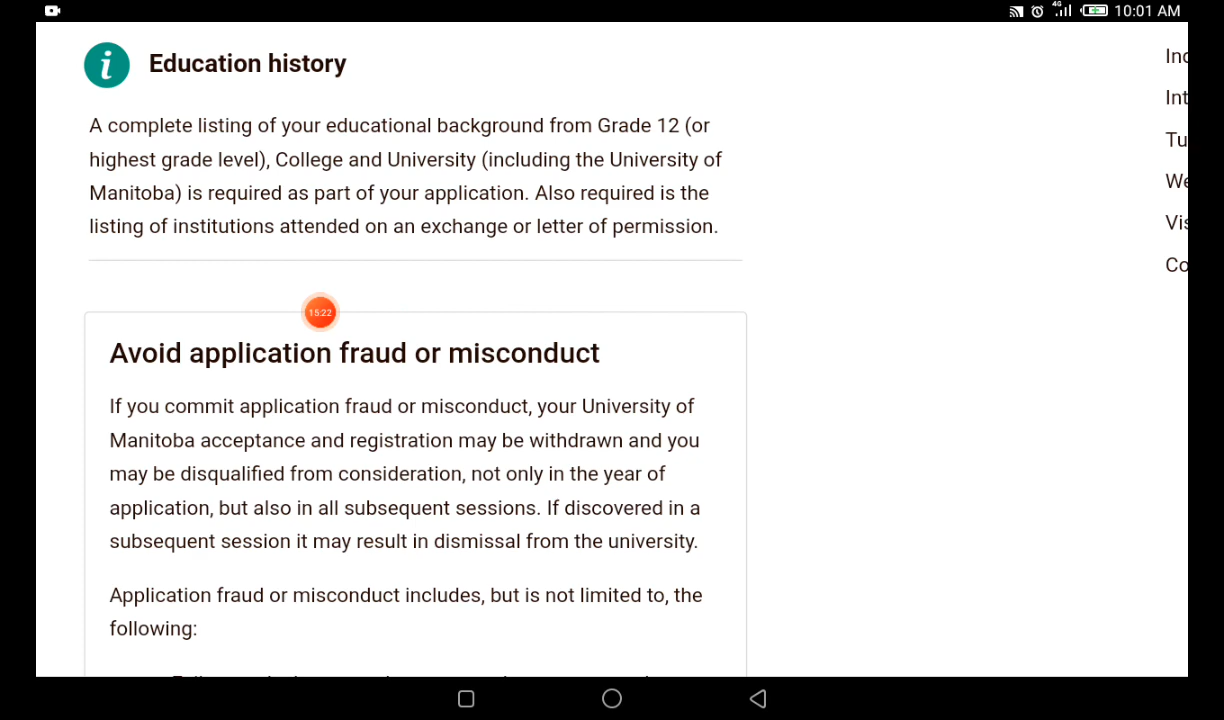 4G 10:01 AM
Education history
A complete listing of your educational background from Grade 12 (or
highest grade level), College and University (including the University of
Manitoba) is required as part of your application. Also required is the
listing of institutions attended on an exchange or letter of permission.
15:22
Avoid application fraud or misconduct
If you commit application fraud or misconduct, your University of
Manitoba acceptance and registration may be withdrawn and you
may be disqualified from consideration, not only in the year of
application, but also in all subsequent sessions. If discovered in a
subsequent session it may result in dismissal from the university.
Application fraud or misconduct includes, but is not limited to, the
following:
Int
Tu
We
Vis
Co